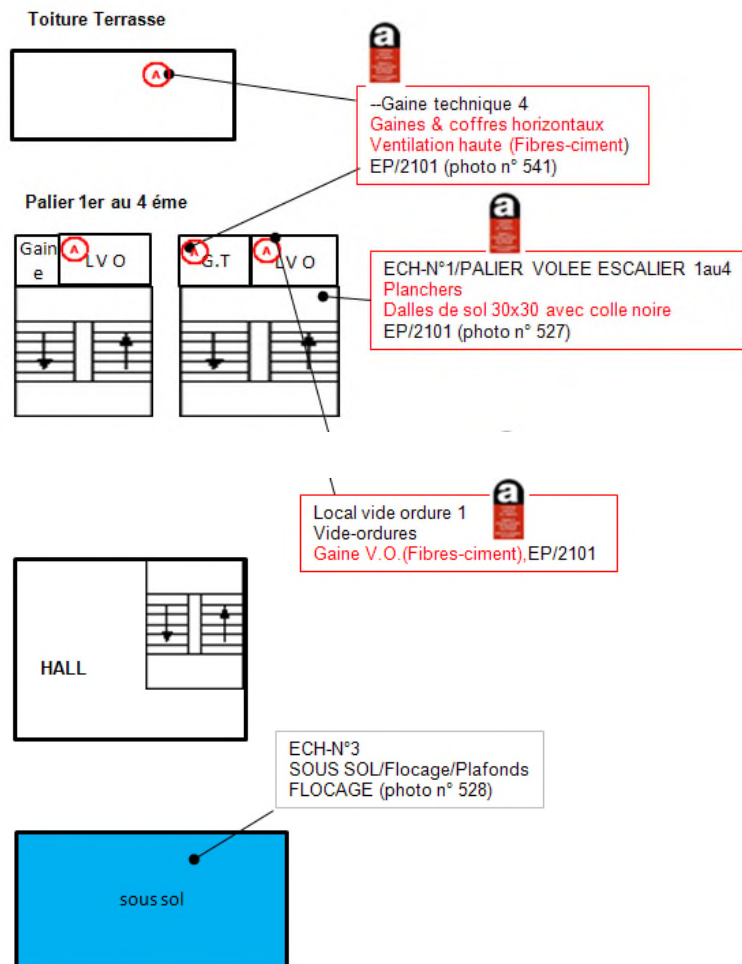 Toiture Terrasse
A
a
--Gaine technique 4
Gaines & coffres horizontaux
Ventilation haute (Fibres-ciment)
EP/2101 (photo n° 541)
Palier 1er au 4 éme
Gain
e
A
L V O
A
G.T
A
L V O
a
ECH-N°1/PALIER VOLEE ESCALIER 1au4
Planchers
Dalles de sol 30x30 avec colle noire
EP/2101 (photo n° 527)
a
Local vide ordure 1
Vide-ordures
Gaine V.O.(Fibres-ciment),EP/2101
HALL
ECH-N°3
SOUS SOL/Flocage/Plafonds
FLOCAGE (photo n° 528)
sous sol